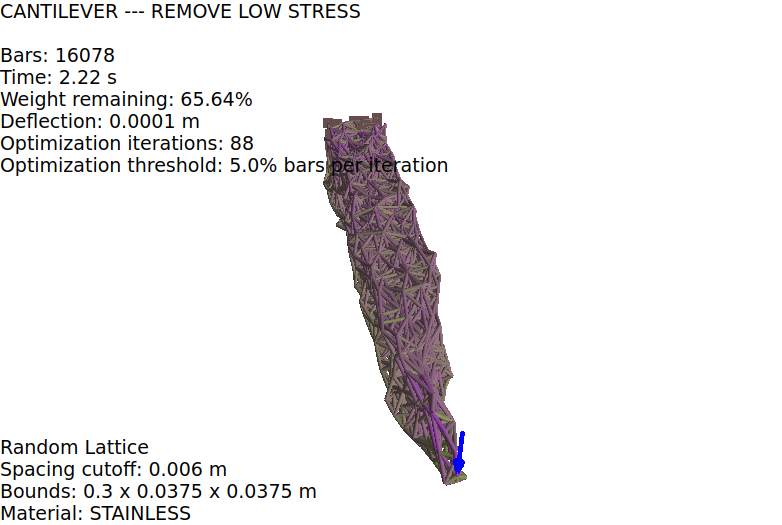 CANTILEVER --- REMOVE LOW STRESS
Bars: 16078
Time: 2.22 s
Weight remaining: 65.64%
Deflection: 0.0001 m
Optimization iterations: 88
Optimization threshold: 5.0% bars per iteration
Random Lattice
Spacing cutoff: 0.006 m
Bounds: 0.3 x 0.0375 x 0.0375 m
Material: STAINLESS